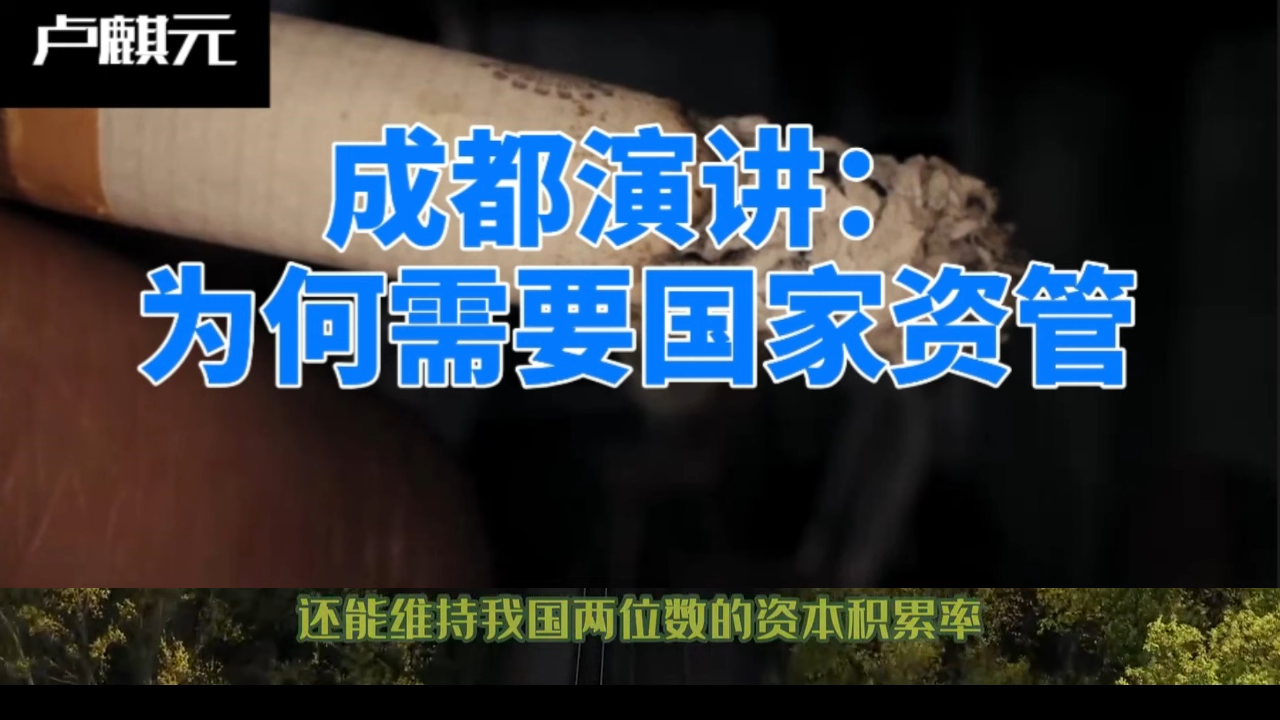 卢麒元
成都演讲：
为何需要国家资管
还能维持我国两位数的资本积累率